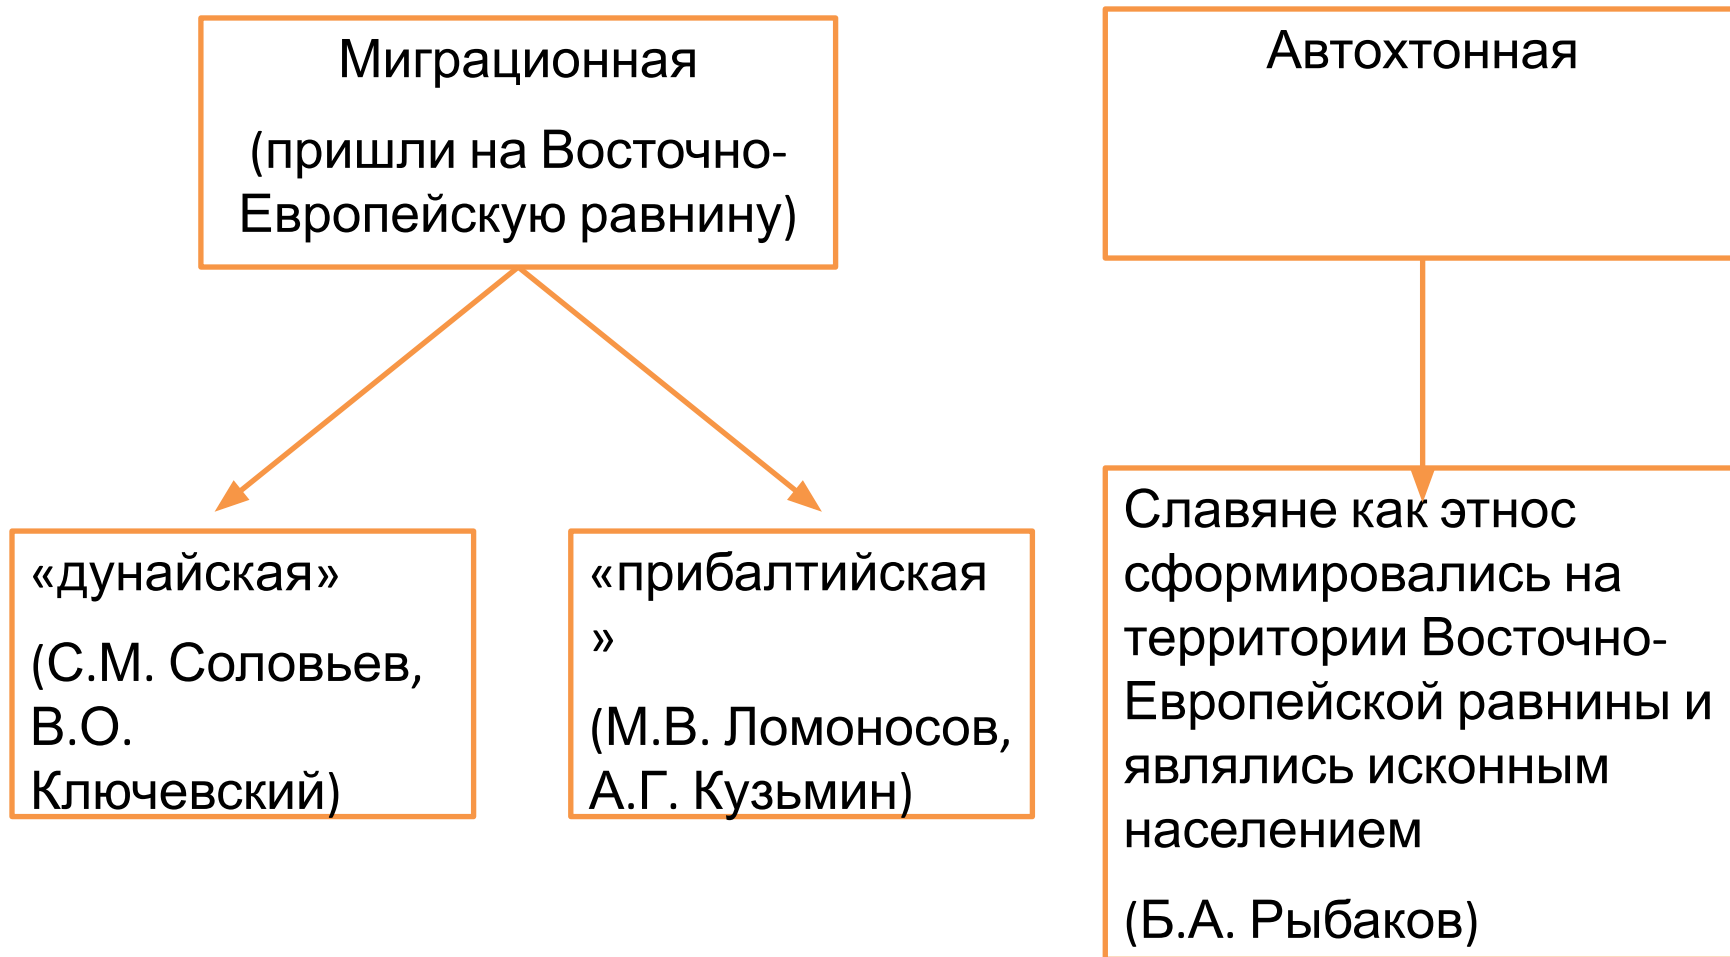 Миграционная
(пришли на Восточно-
Европейскую равнину)
Автохтонная
«дунайская»
(С.М. Соловьев,
В.О.
Ключевский)
«прибалтийская
»
(М.В. Ломоносов,
А.Г. Кузьмин)
Славяне как этнос
сформировались на
территории Восточно-
Европейской равнины и
являлись исконным
населением
(Б.А. Рыбаков)